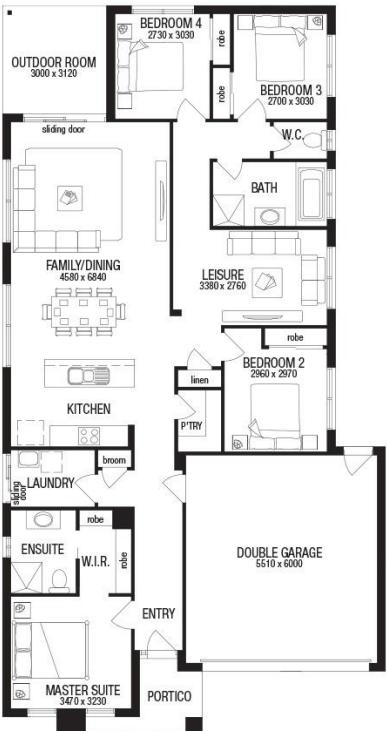 BEDROOM 4
2730 x 3030
robe
OUTDOOR ROOM
3000 x 3120
robe
BEDROOM 3
2700 x 3030
sliding door
W.C.
BATH
FAMILY/DINING
4580 x 6840
LEISURE
3380 x 2760
robe
BEDROOM 2
2960 x 2970
linen
KITCHEN
P'TRY
broom
LAUNDRY
sliding
door
robe
ENSUITE
W.I.R.
robe
DOUBLE GARAGE
5510 x 6000
ENTRY
MASTER SUITE
3470 x 3230
PORTICO